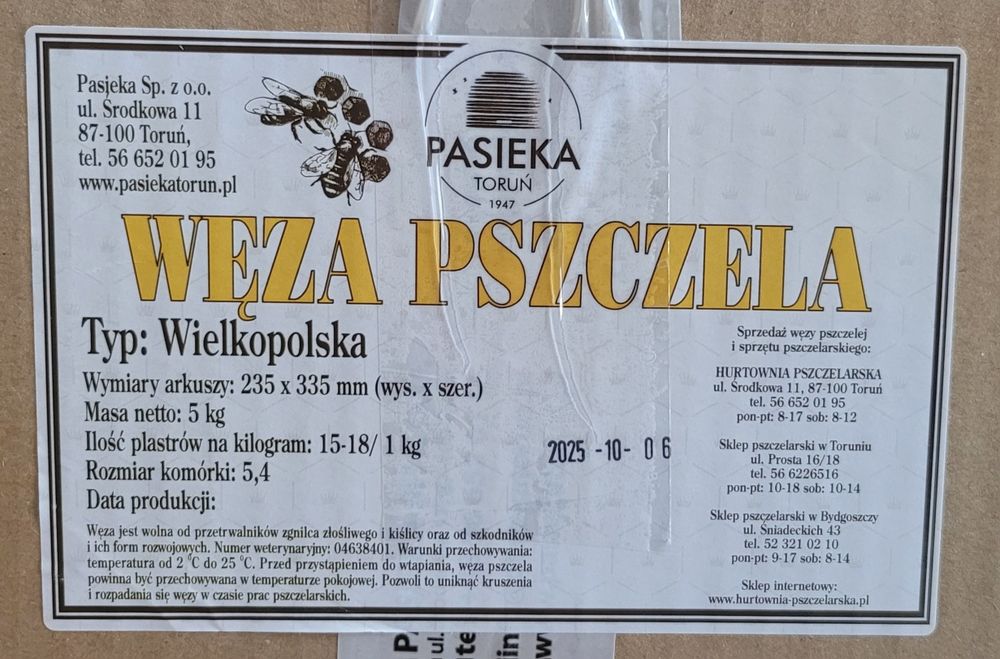 Pasieka Sp. z o.o.
ul. Środkowa 11
87-100 Toruń,
tel. 56 652 01 95
www.pasiekatorun.pl
PASIEKA
TORUŃ
1947
WĘZA PSZCZELA
Typ: Wielkopolska
Wymiary arkuszy: 235 x 335 mm (wys. x szer.)
Masa netto: 5 kg
Ilość plastrów na kilogram: 15-18/ 1 kg
Rozmiar komórki: 5,4
Data produkcji:
2025-10-06
Węza jest wolna od przetrwalników zgnilca złośliwego i kiślicy oraz od szkodników
i ich form rozwojowych. Numer weterynaryjny: 04638401. Warunki przechowywania:
temperatura od 2 °C do 25 °C. Przed przystąpieniem do wtapiania, węza pszczela
powinna być przechowywana w temperaturze pokojowej. Pozwoli to uniknąć kruszenia
i rozpadania się węzy w czasie prac pszczelarskich.
Sprzedaż węzy pszczelej
i sprzętu pszczelarskiego:
HURTOWNIA PSZCZELARSKA
ul. Środkowa 11, 87-100 Toruń
tel. 56 652 01 95
pon-pt: 8-17 sob: 8-12
Sklep pszczelarski w Toruniu
ul. Prosta 16/18
tel. 56 6226516
pon-pt: 10-18 sob: 10-14
Sklep pszczelarski w Bydgoszczy
ul. Śniadeckich 43
tel. 52 321 02 10
pon-pt: 9-17 sob: 8-14
Sklep internetowy:
www.hurtownia-pszczelarska.pl
ul.